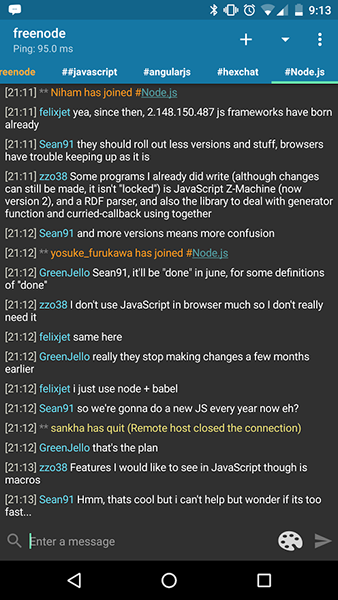 9:13
freenode
Ping: 95.0 ms
freenode ##javascript #angularjs #hexchat #Node.js
[21:11] ** Niham has joined #Node.js
[21:11] felixjet yea, since then, 2.148.150.487 js frameworks have born
already
[21:11] Sean91 they should roll out less versions and stuff, browsers
have trouble keeping up as it is
[21:11] zzo38 Some programs I already did write (although changes
can still be made, it isn't "locked") is JavaScript Z-Machine (now
version 2), and a RDF parser, and also the library to deal with generator
function and curried-callback using together
[21:12] Sean91 and more versions means more confusion
[21:12] ** yosuke_furukawa has joined #Node.js
[21:12] GreenJello Sean91, it'll be "done" in june, for some definitions
of "done"
[21:12] zzo38 I don't use JavaScript in browser much so I don't really
need it
[21:12] felixjet same here
[21:12] GreenJello really they stop making changes a few months
earlier
[21:12] felixjet i just use node + babel
[21:12] Sean91 so we're gonna do a new JS every year now eh?
[21:12] ** sankha has quit (Remote host closed the connection)
[21:12] GreenJello that's the plan
[21:13] zzo38 Features I would like to see in JavaScript though is
macros
[21:13] Sean91 Hmm, thats cool but i can't help but wonder if its too
fast...
Enter a message